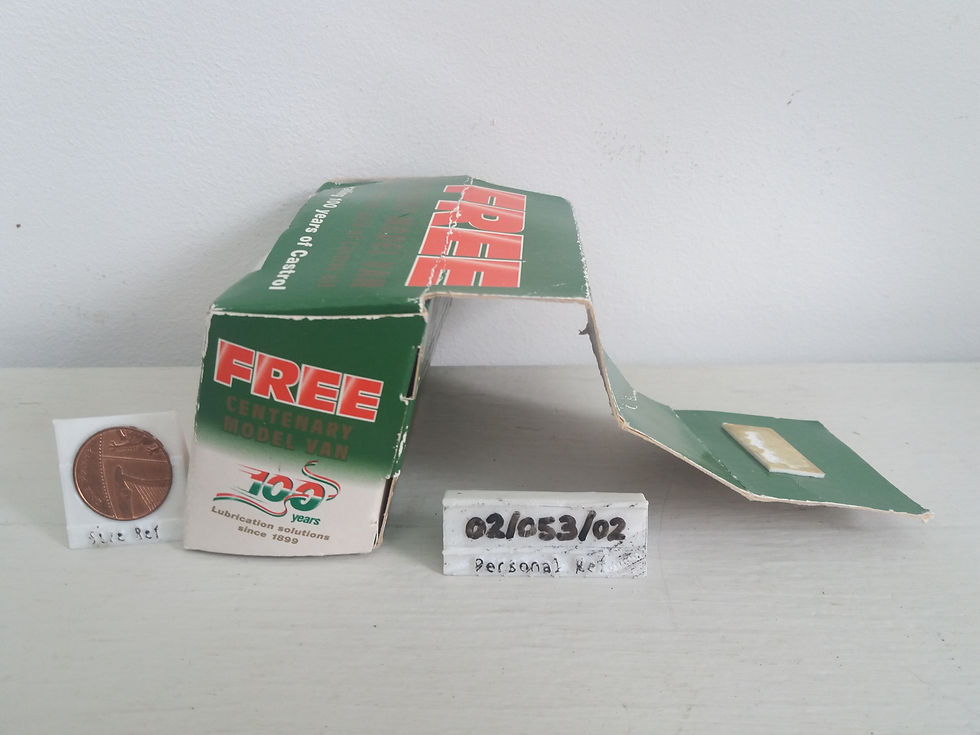 FREE
100 years of Castrol
FREE
CENTENARY
MODEL VAN
100
years
Lubrication solutions
since 1899
Size Ref
02/053/02
Personal Ref